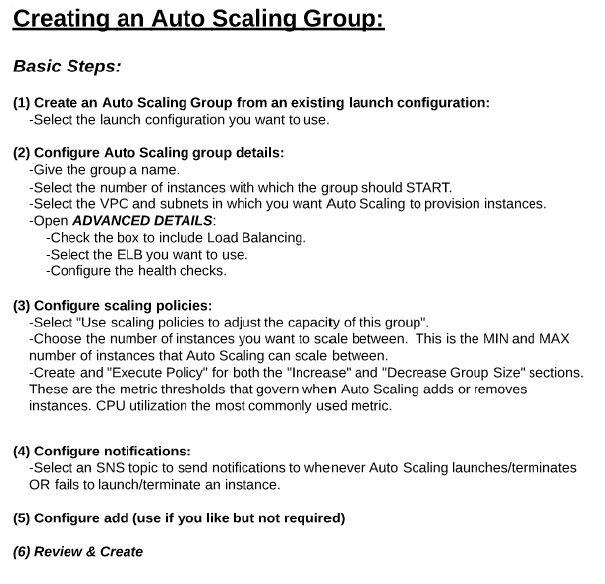 Creating an Auto Scaling Group:
Basic Steps:
(1) Create an Auto Scaling Group from an existing launch configuration:
-Select the launch configuration you want to use.
(2) Configure Auto Scaling group details:
-Give the group a name.
-Select the number of instances with which the group should START.
-Select the VPC and subnets in which you want Auto Scaling to provision instances.
-Open ADVANCED DETAILS:
-Check the box to include Load Balancing.
-Select the ELB you want to use.
-Configure the health checks.
(3) Configure scaling policies:
-Select "Use scaling policies to adjust the capacity of this group".
-Choose the number of instances you want to scale between. This is the MIN and MAX
number of instances that Auto Scaling can scale between.
-Create and "Execute Policy" for both the "Increase" and "Decrease Group Size" sections.
These are the metric thresholds that govern when Auto Scaling adds or removes
instances. CPU utilization the most commonly used metric.
(4) Configure notifications:
-Select an SNS topic to send notifications to whenever Auto Scaling launches/terminates
OR fails to launch/terminate an instance.
(5) Configure add (use if you like but not required)
(6) Review & Create